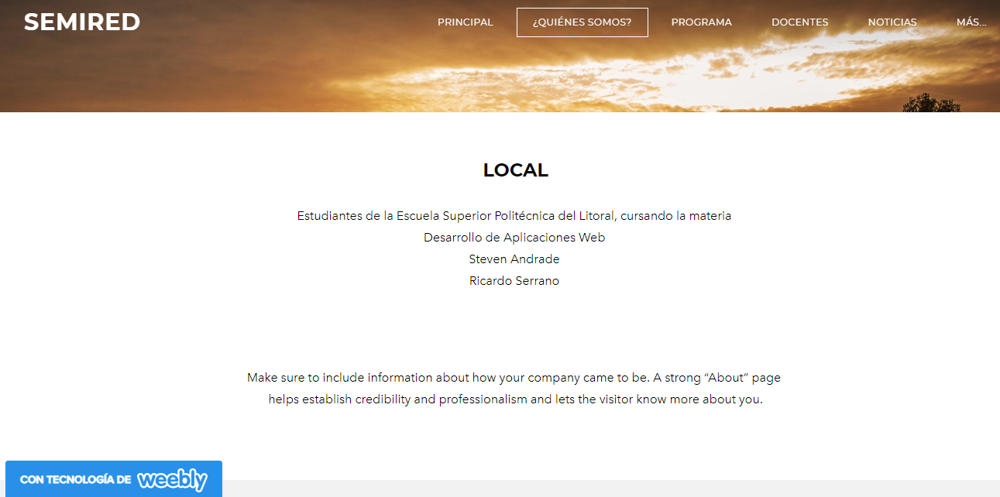 SEMIRED
PRINCIPAL
¿QUIÉNES SOMOS?
PROGRAMA
DOCENTES
NOTICIAS
MÁS...
LOCAL
Estudiantes de la Escuela Superior Politécnica del Litoral, cursando la materia
Desarrollo de Aplicaciones Web
Steven Andrade
Ricardo Serrano
Make sure to include information about how your company came to be. A strong “About” page
helps establish credibility and professionalism and lets the visitor know more about you.
CON TECNOLOGÍA DE weebly